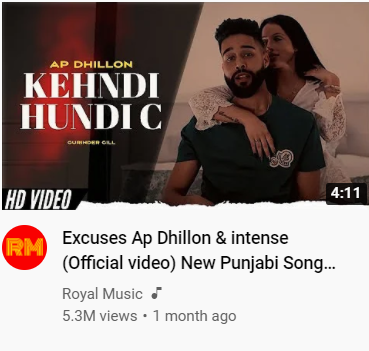 AP DHILLON
KEHNDI
HUNDI C
GURINDER GILL
HD VIDEO
4:11
RM
Excuses Ap Dhillon & intense
(Official video) New Punjabi Song...
Royal Music
5.3M views • 1 month ago